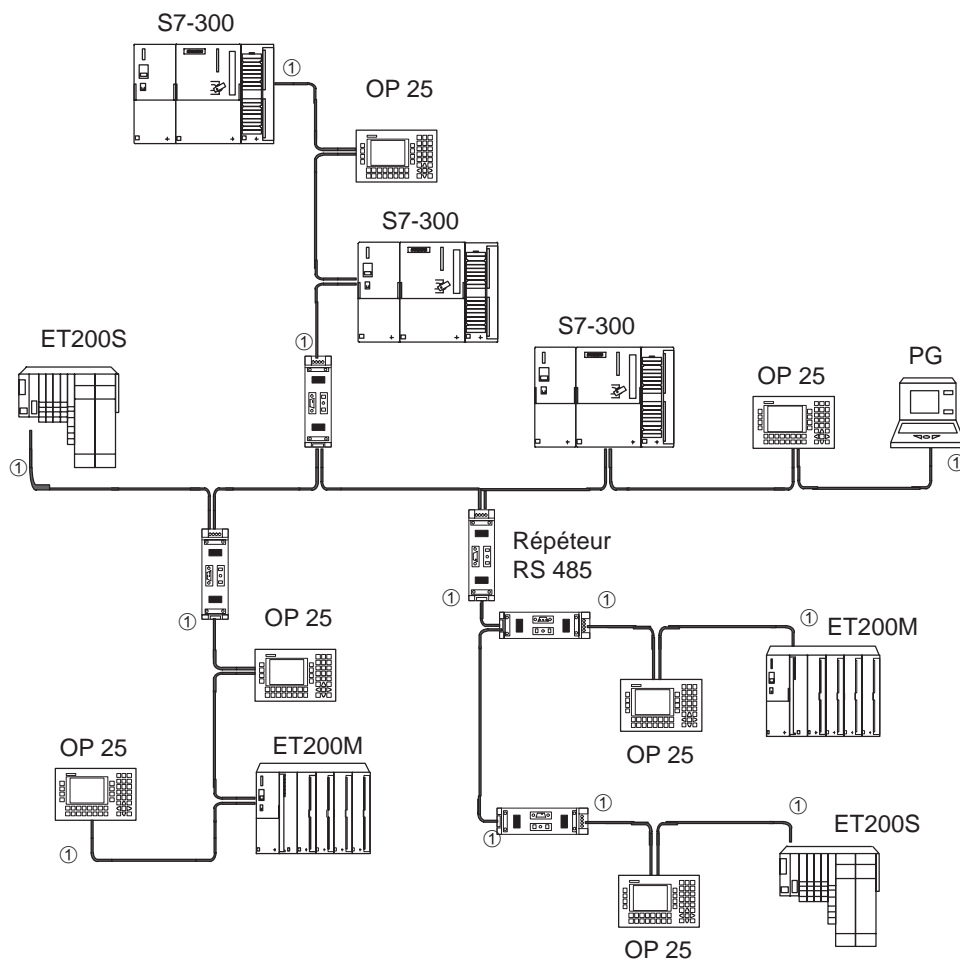 S7-300
①
OP 25
S7-300
①
S7-300
ET200S
OP 25
PG
①
①
Répéteur
RS 485
①
①
①
①
OP 25
ET200M
OP 25
ET200M
OP 25
①
①
①
①
ET200S
OP 25